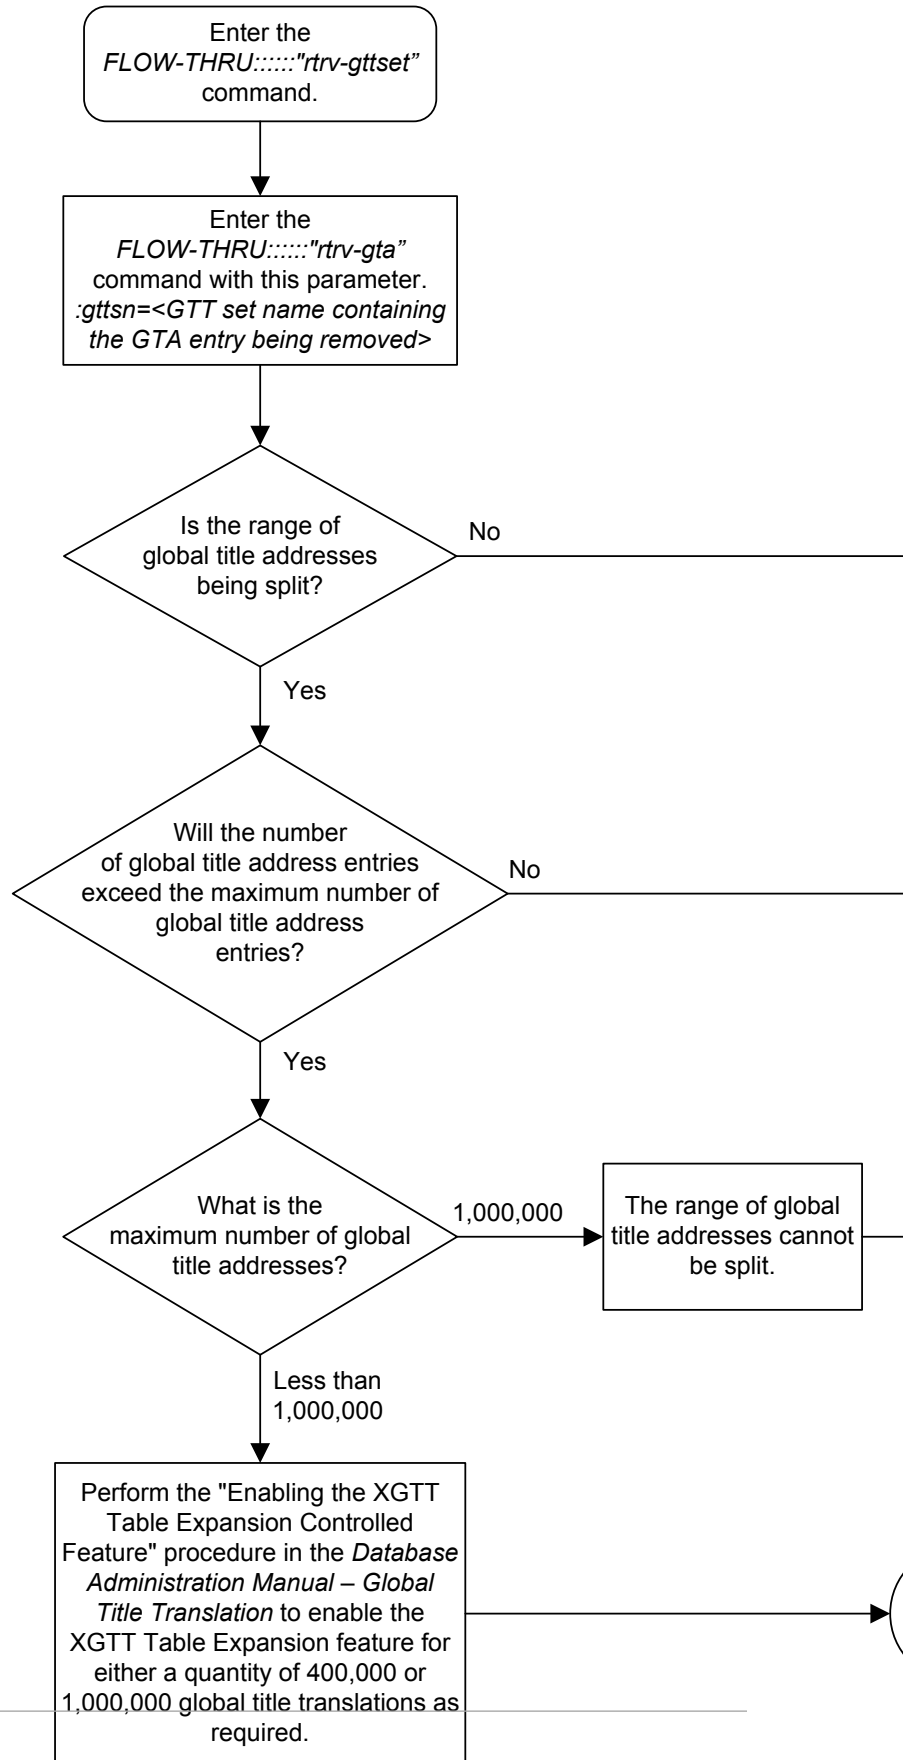 Enter the
FLOW-THRU::::::"rtrv-gttset”
command.
Enter the
FLOW-THRU::::::"rtrv-gta”
command with this parameter.
:gttsn=<GTT set name containing
the GTA entry being removed>
Is the range of
global title addresses
being split?
No
Yes
Will the number
of global title address entries
exceed the maximum number of
global title address
entries?
No
Yes
What is the
maximum number of global
title addresses?
1,000,000
The range of global
title addresses cannot
be split.
Less than
1,000,000
Perform the "Enabling the XGTT
Table Expansion Controlled
Feature" procedure in the Database
Administration Manual – Global
Title Translation to enable the
XGTT Table Expansion feature for
either a quantity of 400,000 or
1,000,000 global title translations as
required.